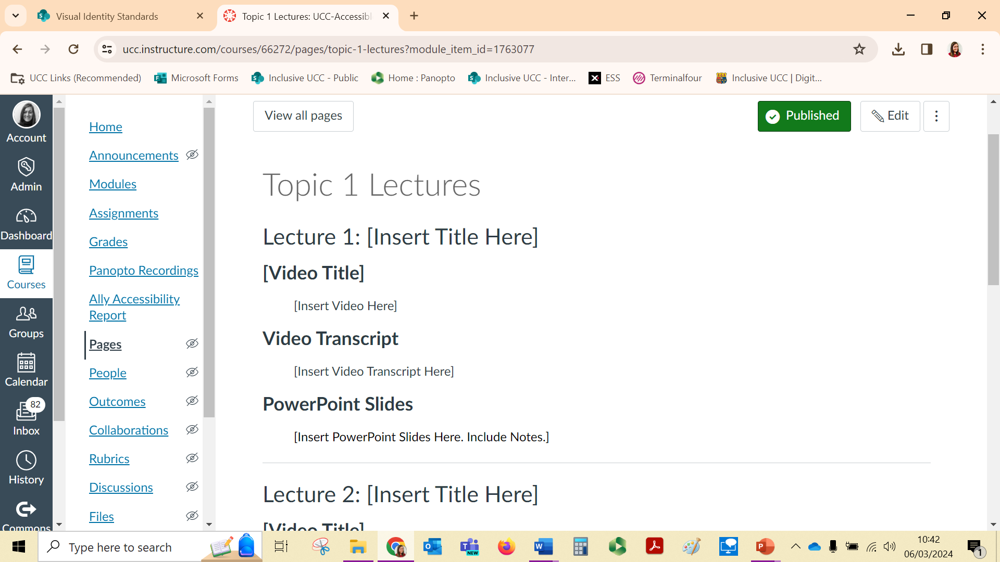 Visual Identity Standards
Topic 1 Lectures: UCC-Accessibl
ucc.instructure.com/courses/66272/pages/topic-1-lectures?module_item_id=1763077
UCC Links (Recommended)
Microsoft Forms
Inclusive UCC - Public
Home : Panopto
Inclusive UCC - Inter...
ESS
Terminalfour
Inclusive UCC | Digit...
Account
Admin
Dashboard
Courses
Groups
Calendar
82
Inbox
History
Commons
Home
Announcements
Modules
Assignments
Grades
Panopto Recordings
Ally Accessibility
Report
Pages
People
Outcomes
Collaborations
Rubrics
Discussions
Files
View all pages
Published
Edit
Topic 1 Lectures
Lecture 1: [Insert Title Here]
[Video Title]
[Insert Video Here]
Video Transcript
[Insert Video Transcript Here]
PowerPoint Slides
[Insert PowerPoint Slides Here. Include Notes.]
Lecture 2: [Insert Title Here]
[Video Title]
Type here to search
NEW
10:42
06/03/2024
1